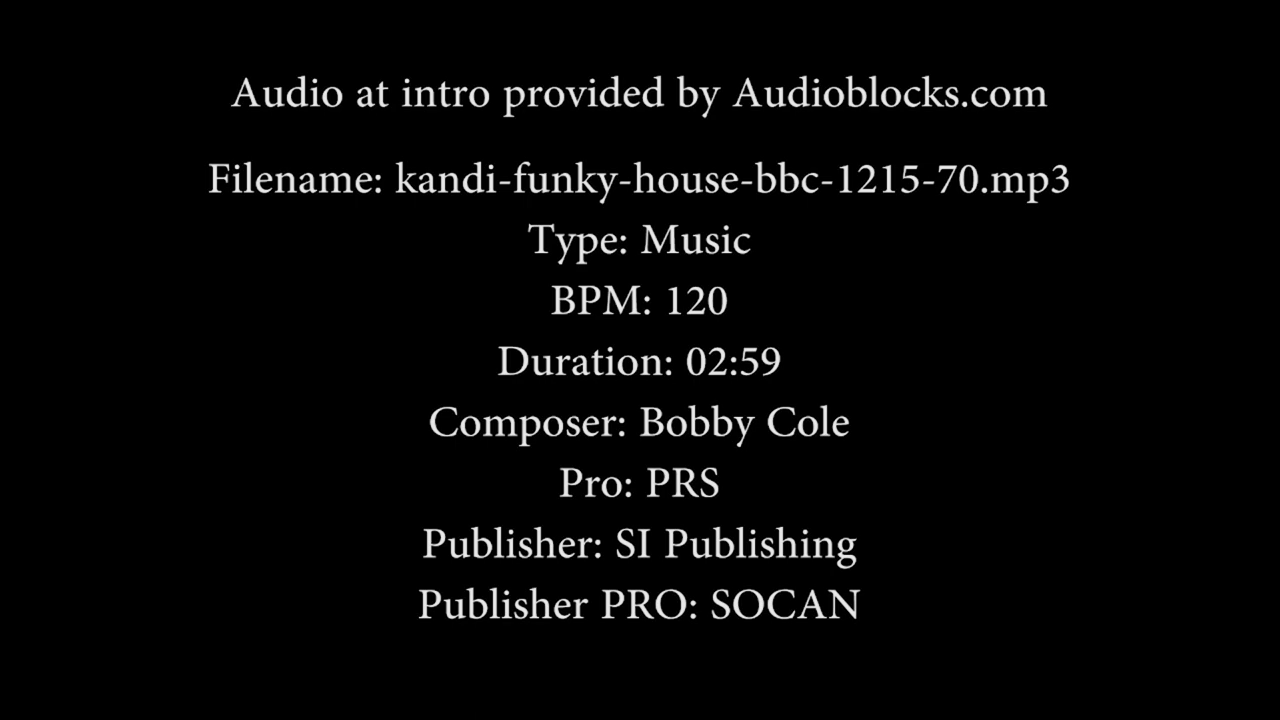 Audio at intro provided by Audioblocks.com
Filename: kandi-funky-house-bbc-1215-70.mp3
Type: Music
BPM: 120
Duration: 02:59
Composer: Bobby Cole
Pro: PRS
Publisher: SI Publishing
Publisher PRO: SOCAN